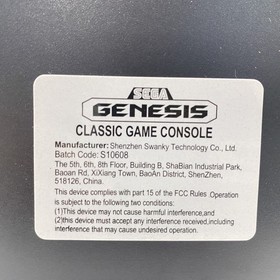 SEGA
GENESIS
CLASSIC GAME CONSOLE
Manufacturer: Shenzhen Swanky Technology Co., Ltd.
Batch Code: S10608
The 5th, 6th, 8th Floor, Building B, ShaBian Industrial Park,
Baoan Rd, XiXiang Town, BaoAn District, ShenZhen,
518126, China.
This device complies with part 15 of the FCC Rules .Operation
is subject to the following two conditions:
(1)This device may not cause harmful interference,and
(2)This device must accept any interference received,including
interference that may cause undesired operation.